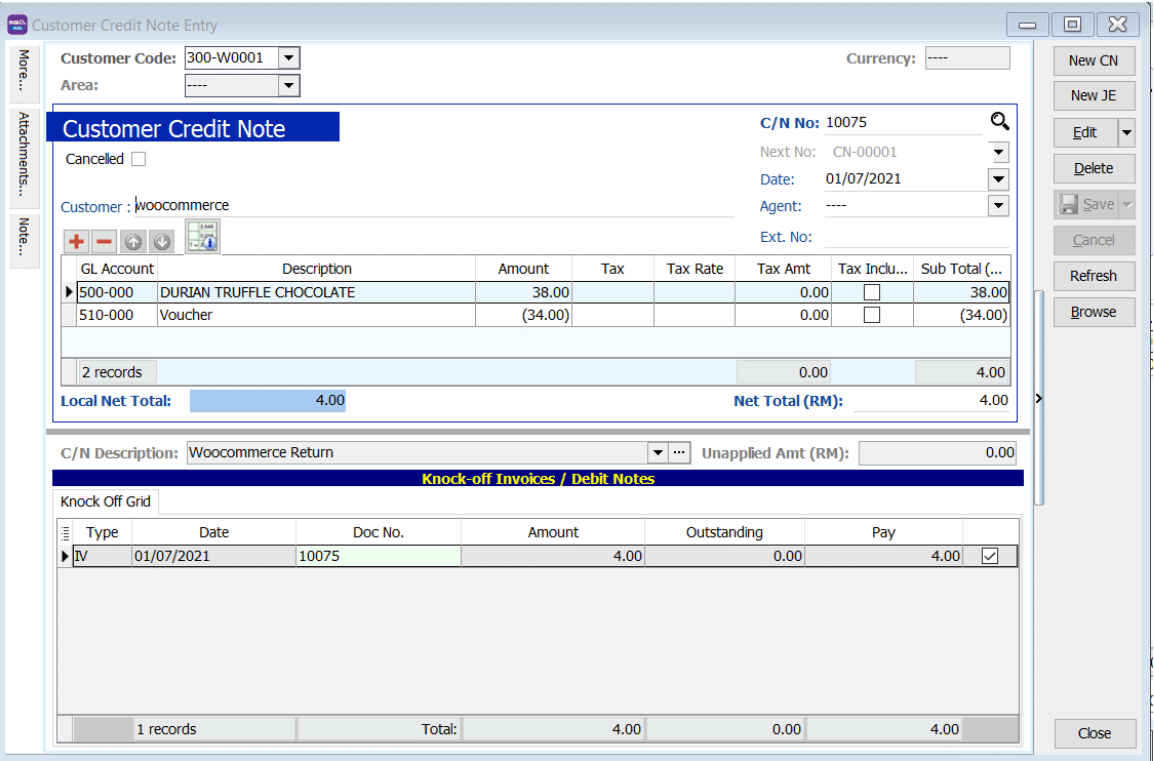 Customer Credit Note Entry
More...
Attachments...
Note...
Customer Code: 300-W0001
Currency: ----
Area: ----
Customer Credit Note
Cancelled
Customer : woocommerce
C/N No: 10075
Next No: CN-00001
Date: 01/07/2021
Agent: ----
Ext. No:
GL Account Description Amount Tax Tax Rate Tax Amt Tax Inclu... Sub Total (...
500-000 DURIAN TRUFFLE CHOCOLATE 38.00 0.00 38.00
510-000 Voucher (34.00) 0.00 (34.00)
2 records 0.00 4.00
Local Net Total: 4.00 Net Total (RM): 4.00
C/N Description: Woocommerce Return Unapplied Amt (RM): 0.00
Knock-off Invoices / Debit Notes
Knock Off Grid
Type Date Doc No. Amount Outstanding Pay
IV 01/07/2021 10075 4.00 0.00 4.00
1 records Total: 4.00 0.00 4.00
New CN
New JE
Edit
Delete
Save
Cancel
Refresh
Browse
Close